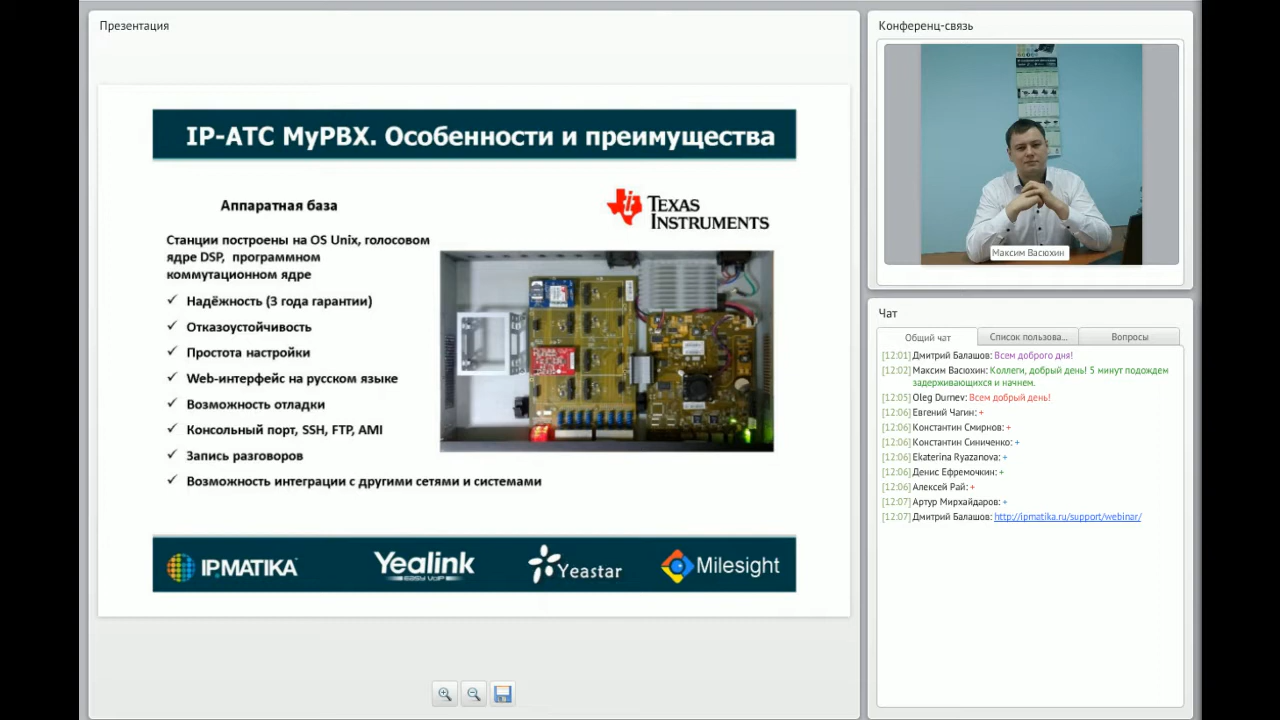 Презентация
IP-АТС MyPBX. Особенности и преимущества
Аппаратная база
TEXAS
INSTRUMENTS
Станции построены на OS Unix, голосовом
ядре DSP, программном
коммутационном ядре
✓ Надёжность (3 года гарантии)
✓ Отказоустойчивость
✓ Простота настройки
✓ Web-интерфейс на русском языке
✓ Возможность отладки
✓ Консольный порт, SSH, FTP, AMI
✓ Запись разговоров
✓ Возможность интеграции с другими сетями и системами
IPMATIKA
Yealink
EASY VoIP
Yeastar
Milesight
Конференц-связь
Максим Васюхин
Чат
Общий чат
Список пользова...
Вопросы
[12:01] Дмитрий Балашов: Всем доброго дня!
[12:02] Максим Васюхин: Коллеги, добрый день! 5 минут подождем
задерживающихся и начнем.
[12:05] Oleg Durnev: Всем добрый день!
[12:06] Евгений Чагин: +
[12:06] Константин Смирнов: +
[12:06] Константин Синиченко: +
[12:06] Ekaterina Ryazanova: +
[12:06] Денис Ефремочкин: +
[12:06] Алексей Рай: +
[12:07] Артур Мирхайдаров: +
[12:07] Дмитрий Балашов: http://ipmatika.ru/support/webinar/